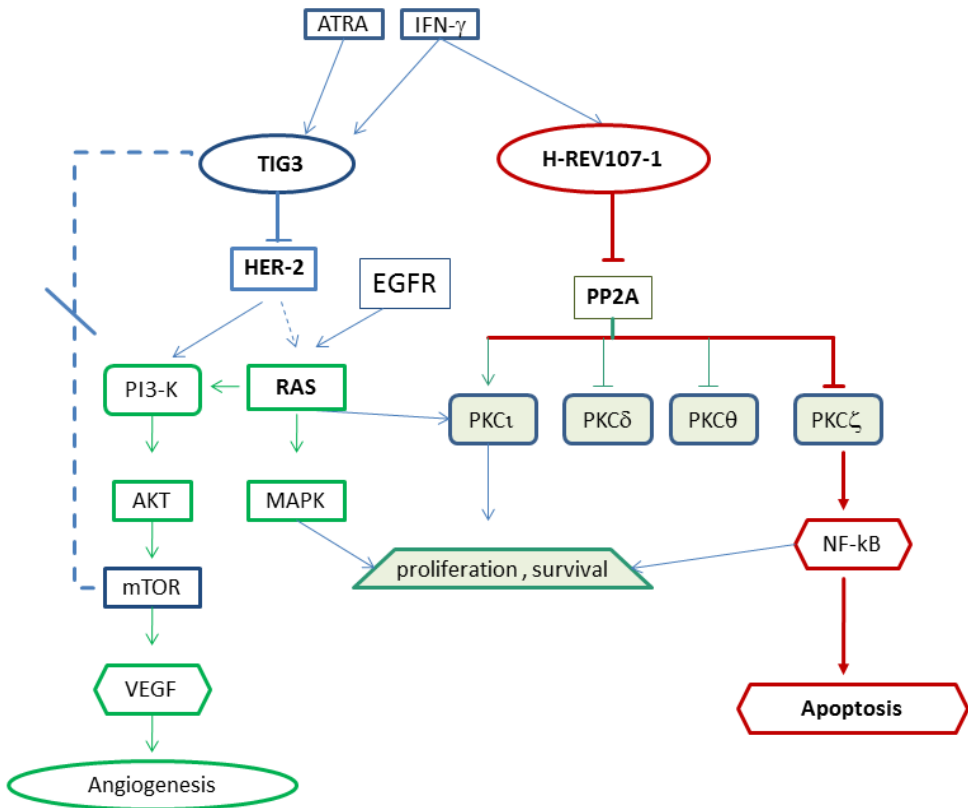 ATRA
IFN-γ
TIG3
H-REV107-1
HER-2
EGFR
PP2A
PI3-K
RAS
PKCι
PKCδ
PKCθ
PKCζ
AKT
MAPK
NF-kB
proliferation , survival
mTOR
VEGF
Apoptosis
Angiogenesis